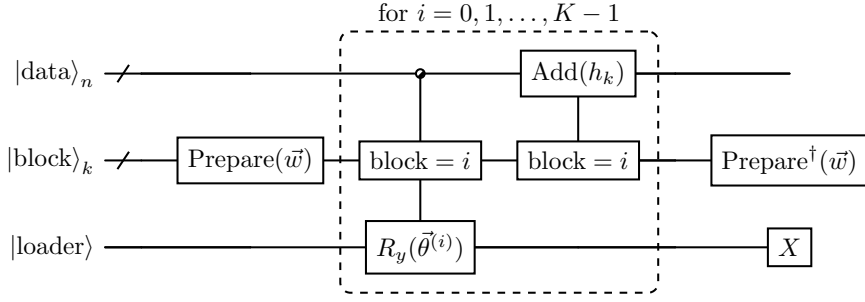 for i = 0, 1, . . . , K − 1
|data⟩ₙ
Add(hₖ)
|block⟩ₖ
Prepare(w⃗)
block = i
block = i
Prepare†(w⃗)
|loader⟩
R_y(θ⃗⁽ⁱ⁾)
X